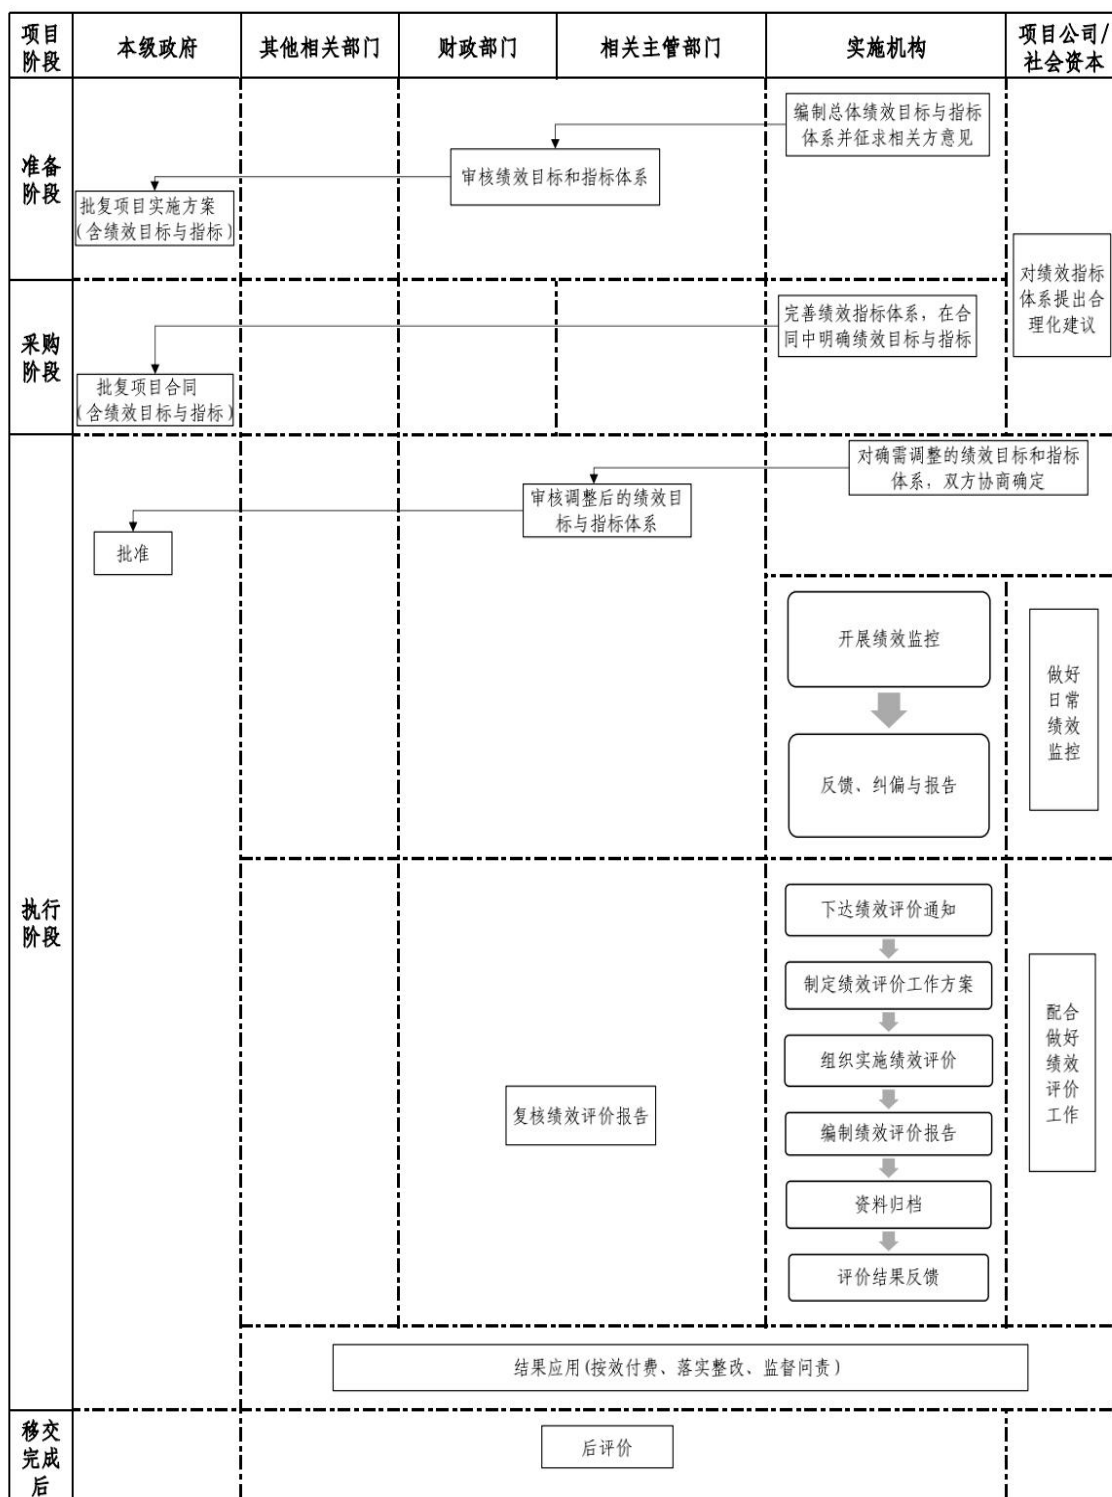 项目
阶段
本级政府
其他相关部门
财政部门
相关主管部门
实施机构
项目公司/
社会资本
准备
阶段
编制总体绩效目标与指标
体系并征求相关方意见
审核绩效目标和指标体系
批复项目实施方案
(含绩效目标与指标)
对绩效指标
体系提出合
理化建议
采购
阶段
完善绩效指标体系，在合
同中明确绩效目标与指标
批复项目合同
(含绩效目标与指标)
执行
阶段
对确需调整的绩效目标和指标
体系，双方协商确定
审核调整后的绩效目
标与指标体系
批准
开展绩效监控
反馈、纠偏与报告
做好
日常
绩效
监控
下达绩效评价通知
制定绩效评价工作方案
组织实施绩效评价
编制绩效评价报告
资料归档
评价结果反馈
复核绩效评价报告
配合
做好
绩效
评价
工作
结果应用(按效付费、落实整改、监督问责)
移交
完成
后
后评价